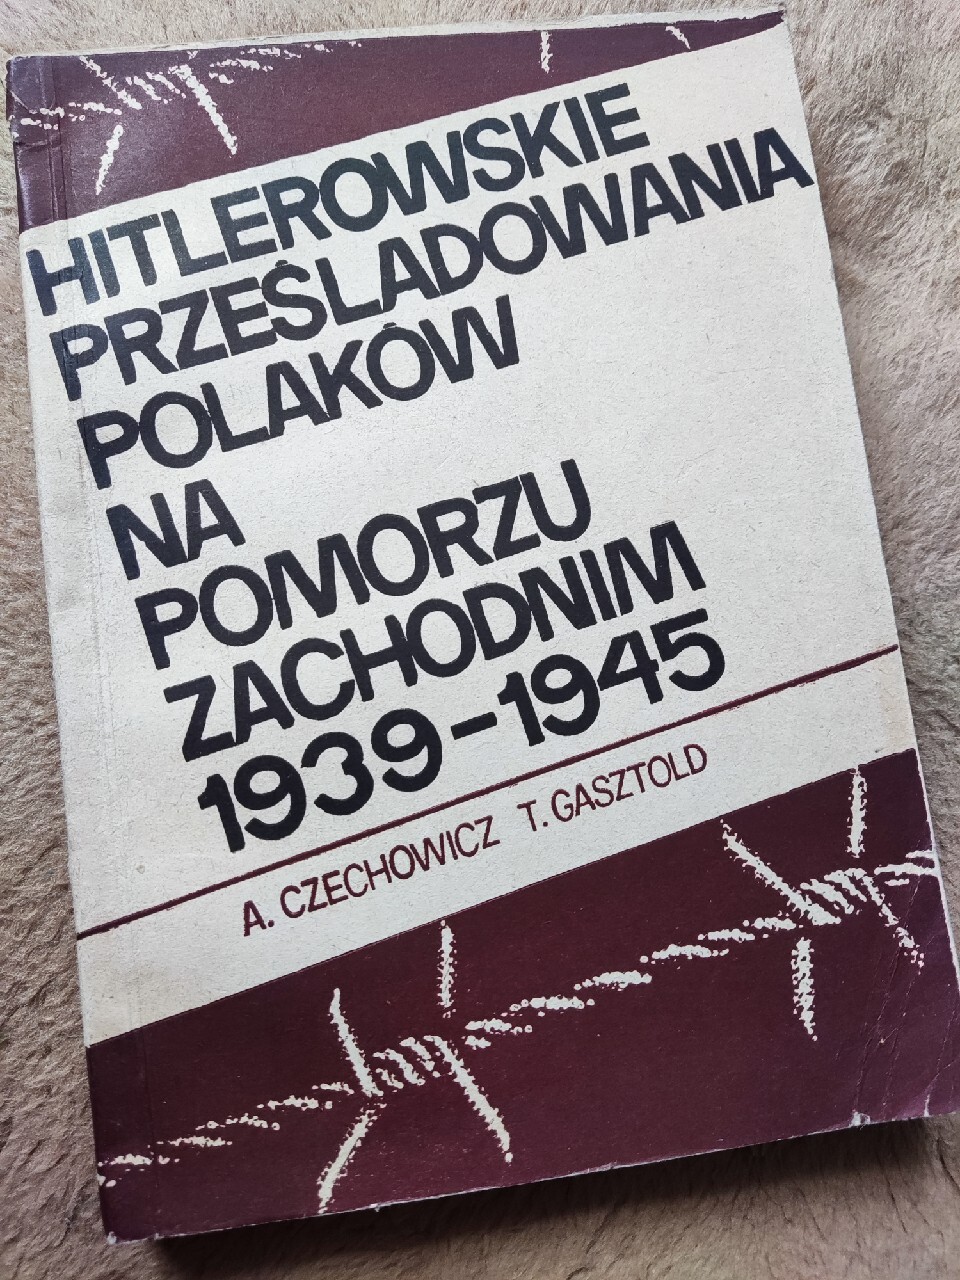 HITLEROWSKIE
PRZEŚLADOWANIA
POLAKÓW
NA
POMORZU
ZACHODNIM
1939–1945
A. CZECHOWICZ T. GASZTOLD